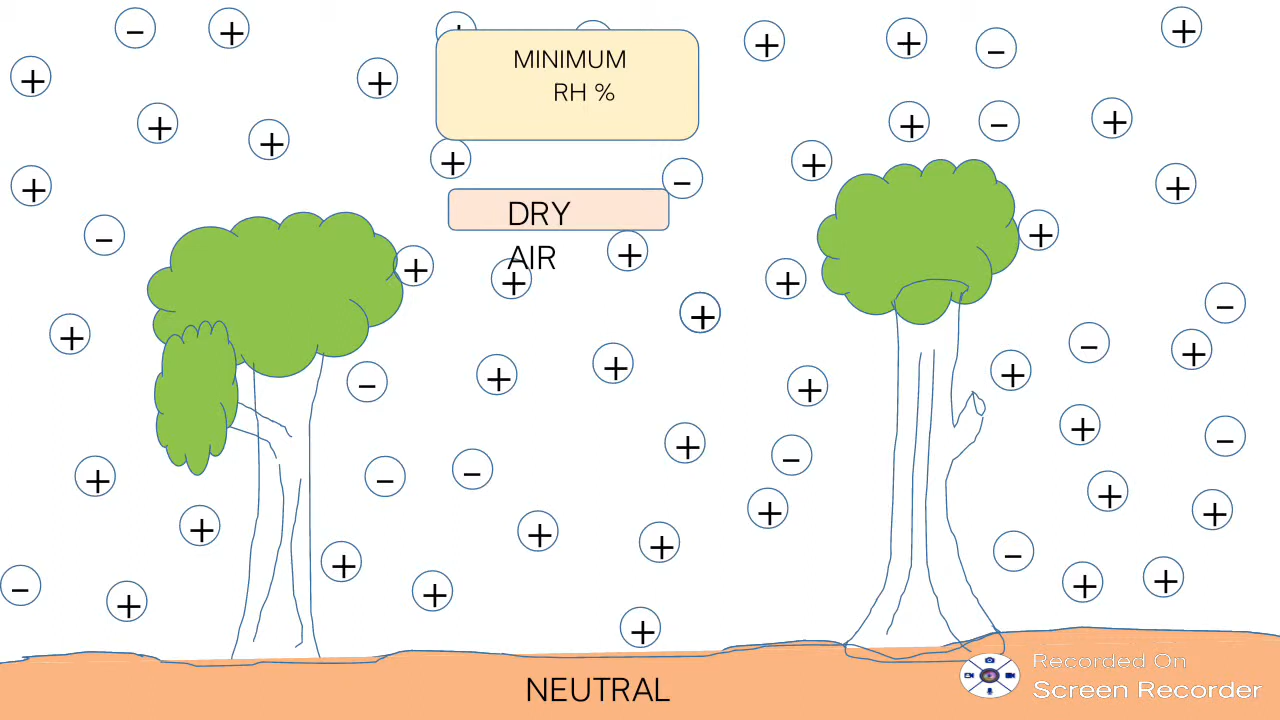 MINIMUM
RH %
DRY
AIR
NEUTRAL
Recorded On
Screen Recorder